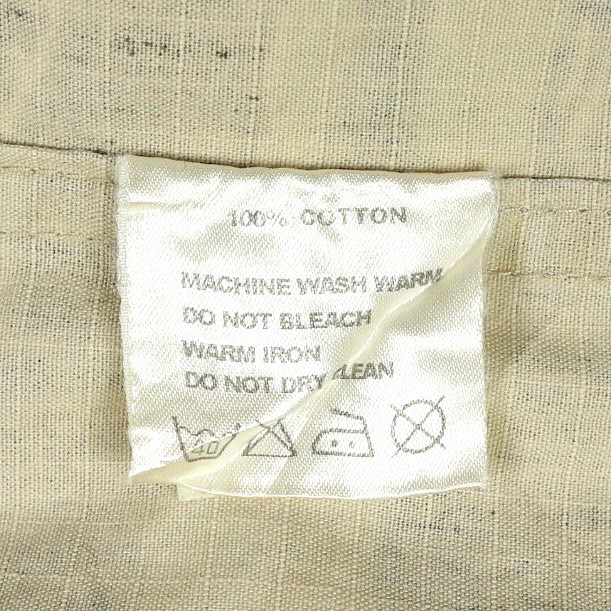 100% COTTON
MACHINE WASH WARM
DO NOT BLEACH
WARM IRON
DO NOT DRY CLEAN
40